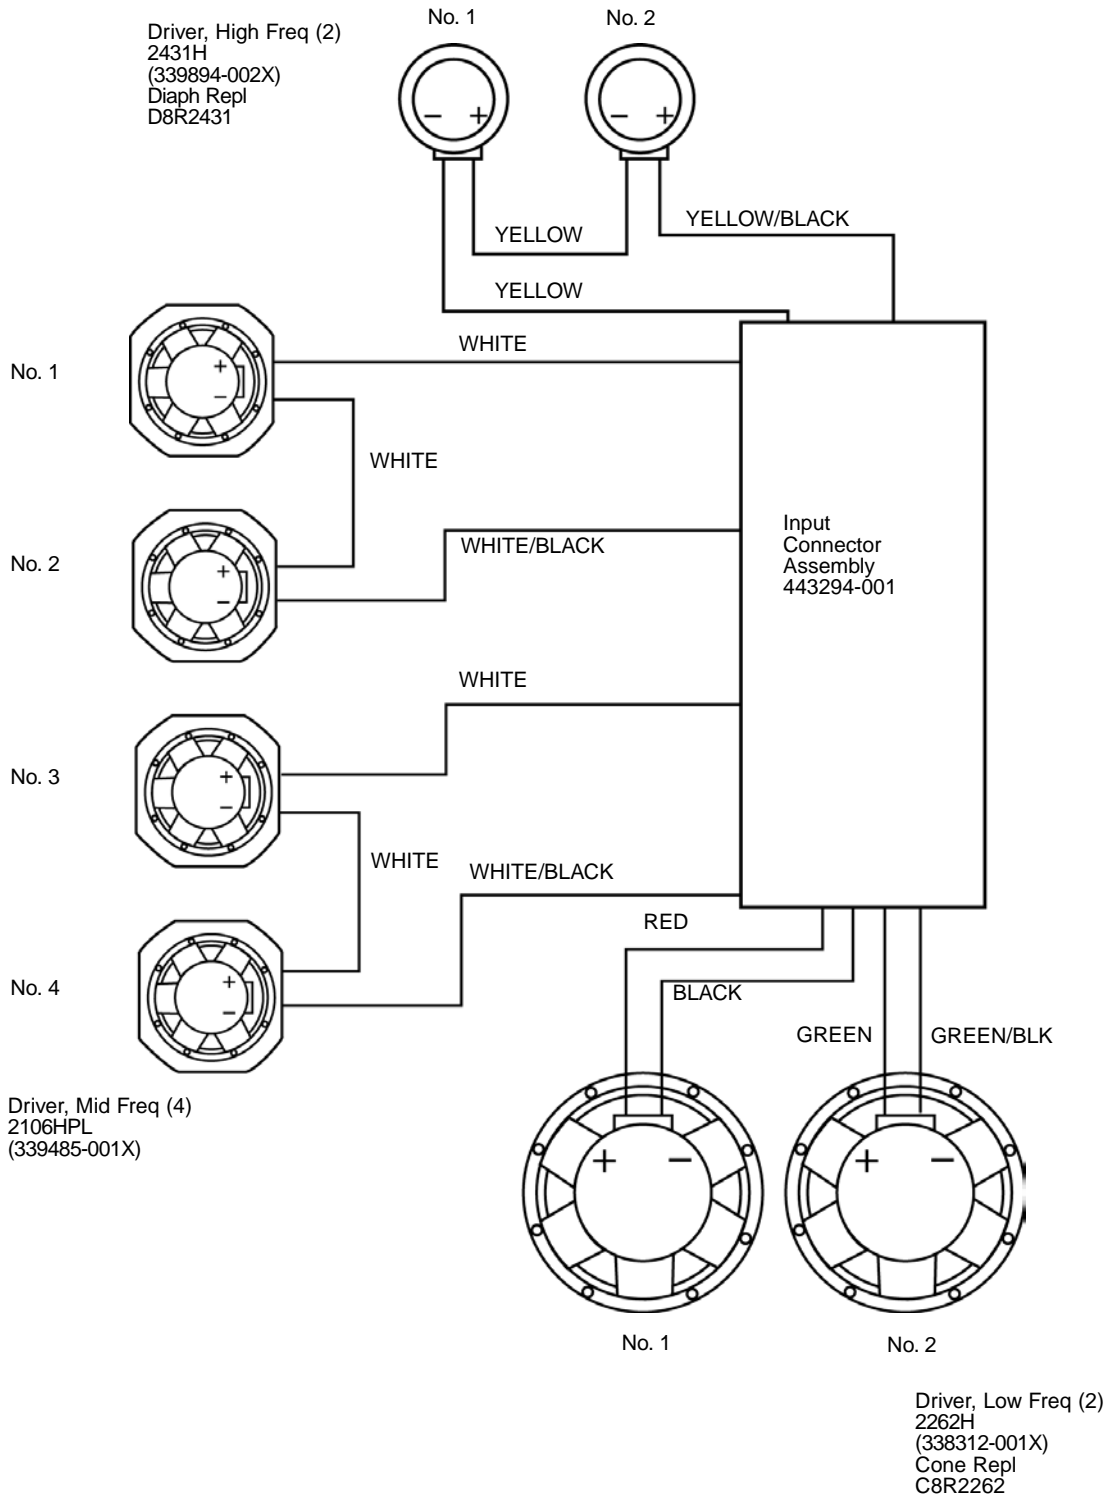 No. 1
No. 2
Driver, High Freq (2)
2431H
(339894-002X)
Diaph Repl
D8R2431
− +
− +
YELLOW/BLACK
YELLOW
YELLOW
WHITE
No. 1
+
−
WHITE
No. 2
+
−
WHITE/BLACK
Input
Connector
Assembly
443294-001
WHITE
No. 3
+
−
WHITE
WHITE/BLACK
RED
No. 4
+
−
BLACK
GREEN
GREEN/BLK
Driver, Mid Freq (4)
2106HPL
(339485-001X)
+ −
+ −
No. 1
No. 2
Driver, Low Freq (2)
2262H
(338312-001X)
Cone Repl
C8R2262